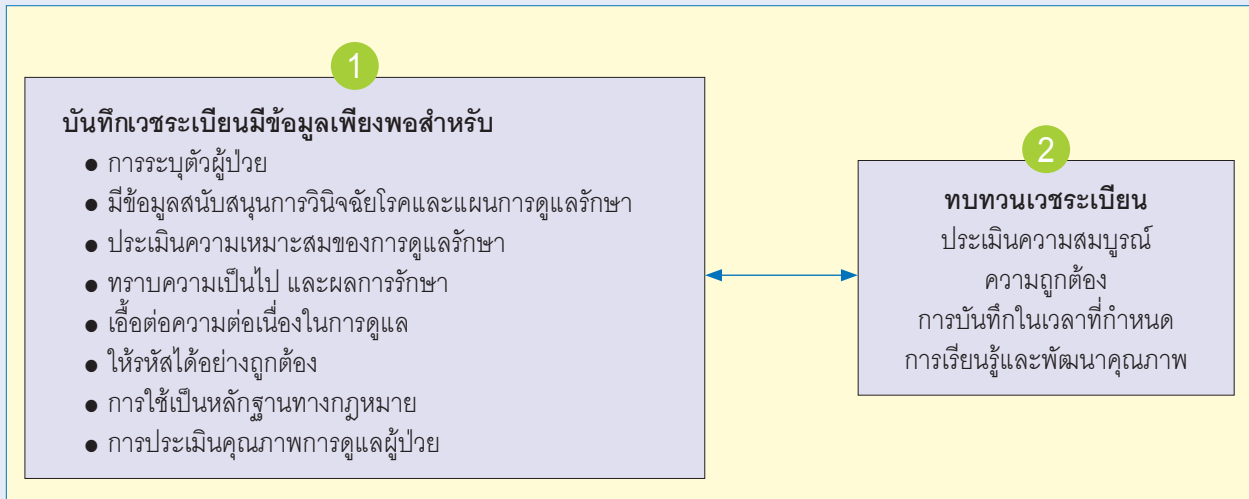 1
บันทึกเวชระเบียนมีข้อมูลเพียงพอสำหรับ
● การระบุตัวผู้ป่วย
● มีข้อมูลสนับสนุนการวินิจฉัยโรคและแผนการดูแลรักษา
● ประเมินความเหมาะสมของการดูแลรักษา
● ทราบความเป็นไป และผลการรักษา
● เอื้อต่อความต่อเนื่องในการดูแล
● ให้รหัสได้อย่างถูกต้อง
● การใช้เป็นหลักฐานทางกฎหมาย
● การประเมินคุณภาพการดูแลผู้ป่วย
2
ทบทวนเวชระเบียน
ประเมินความสมบูรณ์
ความถูกต้อง
การบันทึกในเวลาที่กำหนด
การเรียนรู้และพัฒนาคุณภาพ